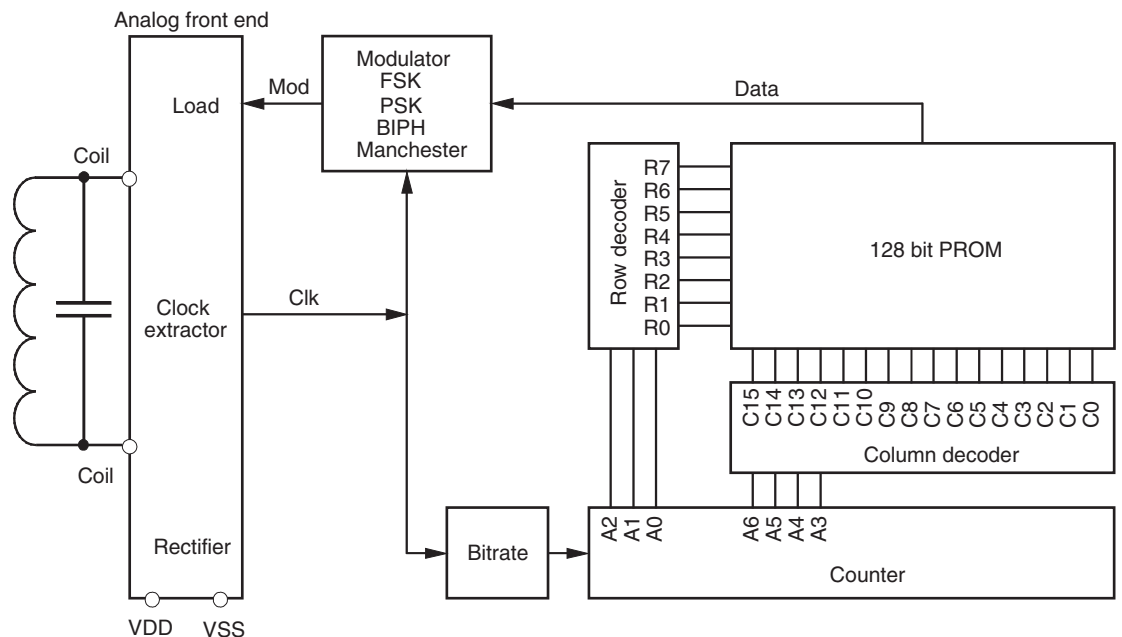 Analog front end
Load
Clock
extractor
Rectifier
Coil
Coil
VDD
VSS
Mod
Modulator
FSK
PSK
BIPH
Manchester
Data
Clk
Row decoder
R7
R6
R5
R4
R3
R2
R1
R0
128 bit PROM
C15
C14
C13
C12
C11
C10
C9
C8
C7
C6
C5
C4
C3
C2
C1
C0
Column decoder
Bitrate
A2
A1
A0
A6
A5
A4
A3
Counter